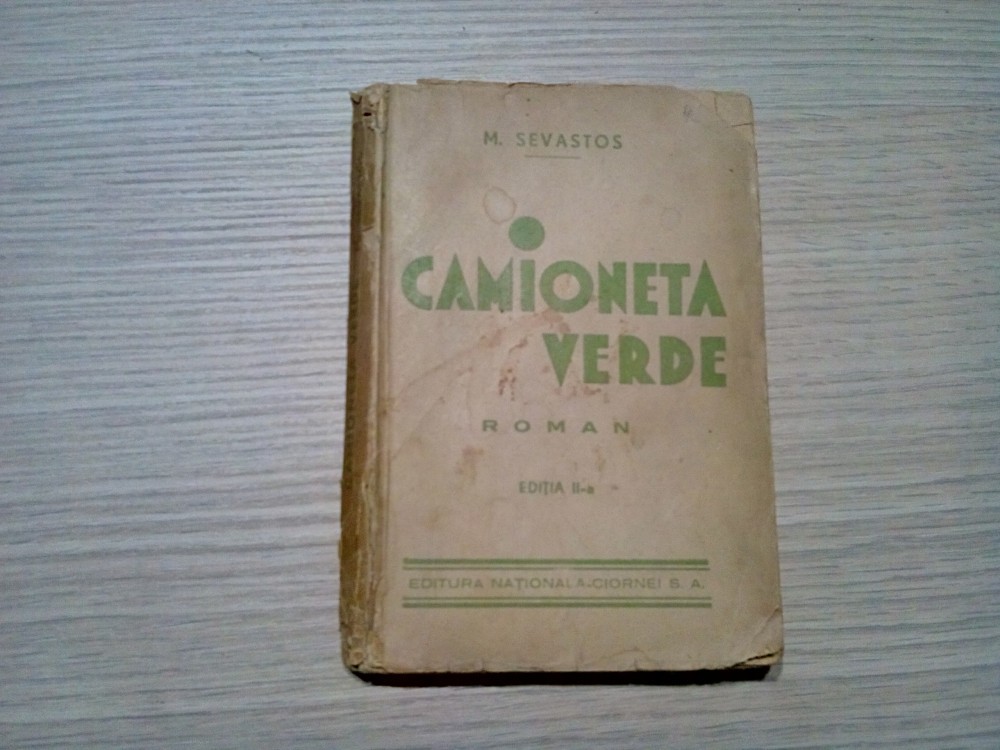 M. SEVASTOS
CAMIONETA
VERDE
ROMAN
EDIȚIA II-a
EDITURA NAȚIONALA-CIORNEI S. A.